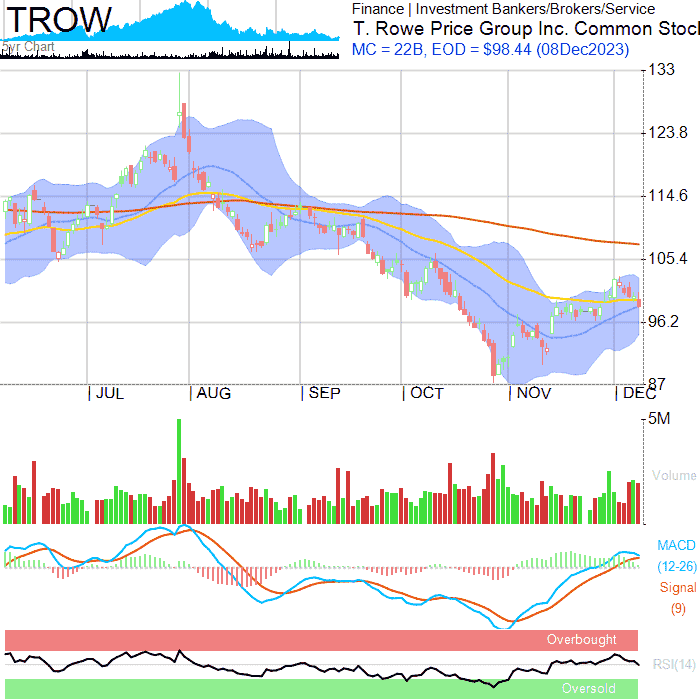 TROW
5yr Chart
Finance | Investment Bankers/Brokers/Service
T. Rowe Price Group Inc. Common Stoc
MC = 22B, EOD = $98.44 (08Dec2023)
133
123.8
114.6
105.4
96.2
87
| JUL | AUG | SEP | OCT | NOV | DEC
5M
Volume
MACD
(12-26)
Signal
(9)
Overbought
RSI(14)
Oversold